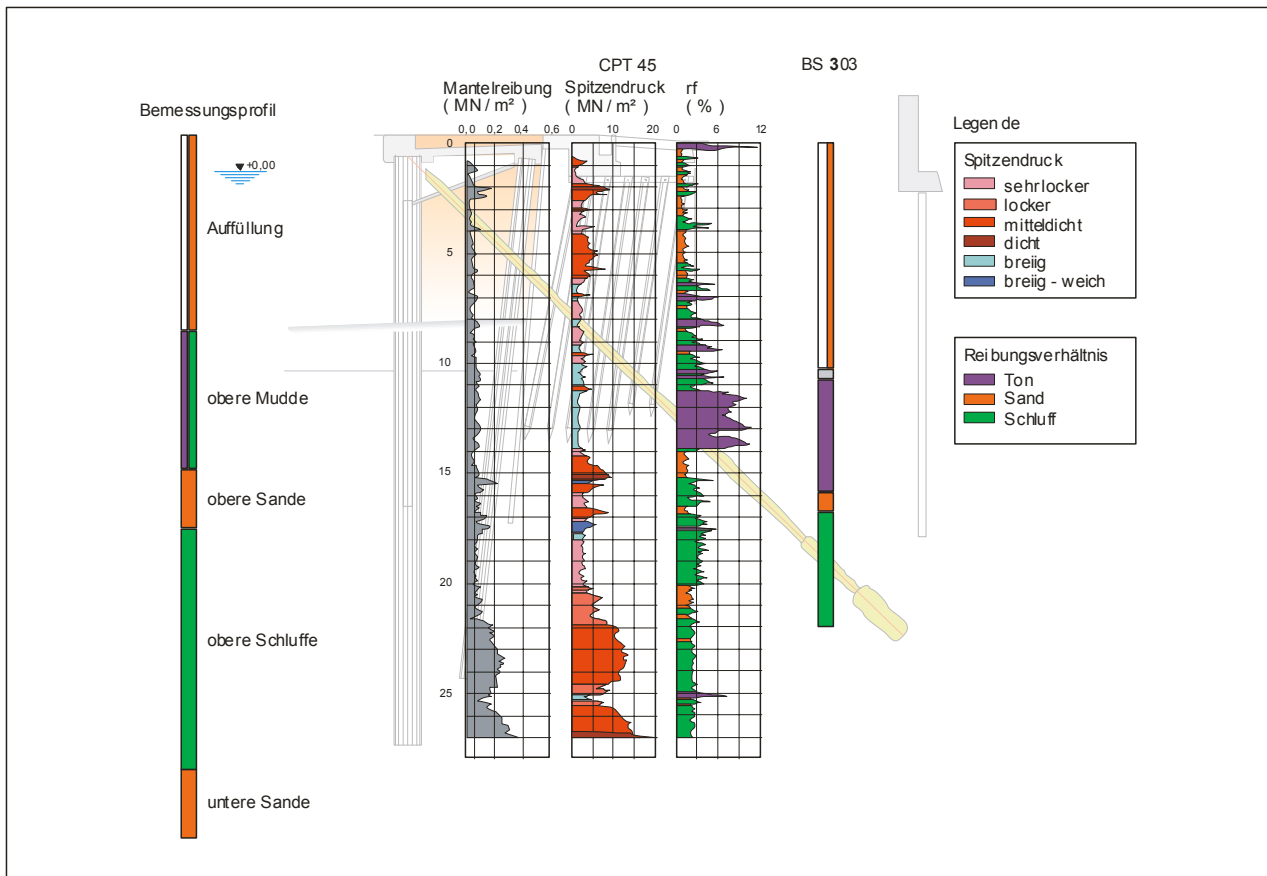 CPT 45
BS 303
Mantelreibung
( MN / m² )
Spitzendruck
( MN / m² )
rf
( % )
Bemessungsprofil
Legende
0,0 0,2 0,4 0,6
0 10 20
0 6 12
0
5
10
15
20
25
+0,00
Auffüllung
obere Mudde
obere Sande
obere Schluffe
untere Sande
Spitzendruck
sehrlocker
locker
mitteldicht
dicht
breiig
breiig - weich
Reibungsverhältnis
Ton
Sand
Schluff